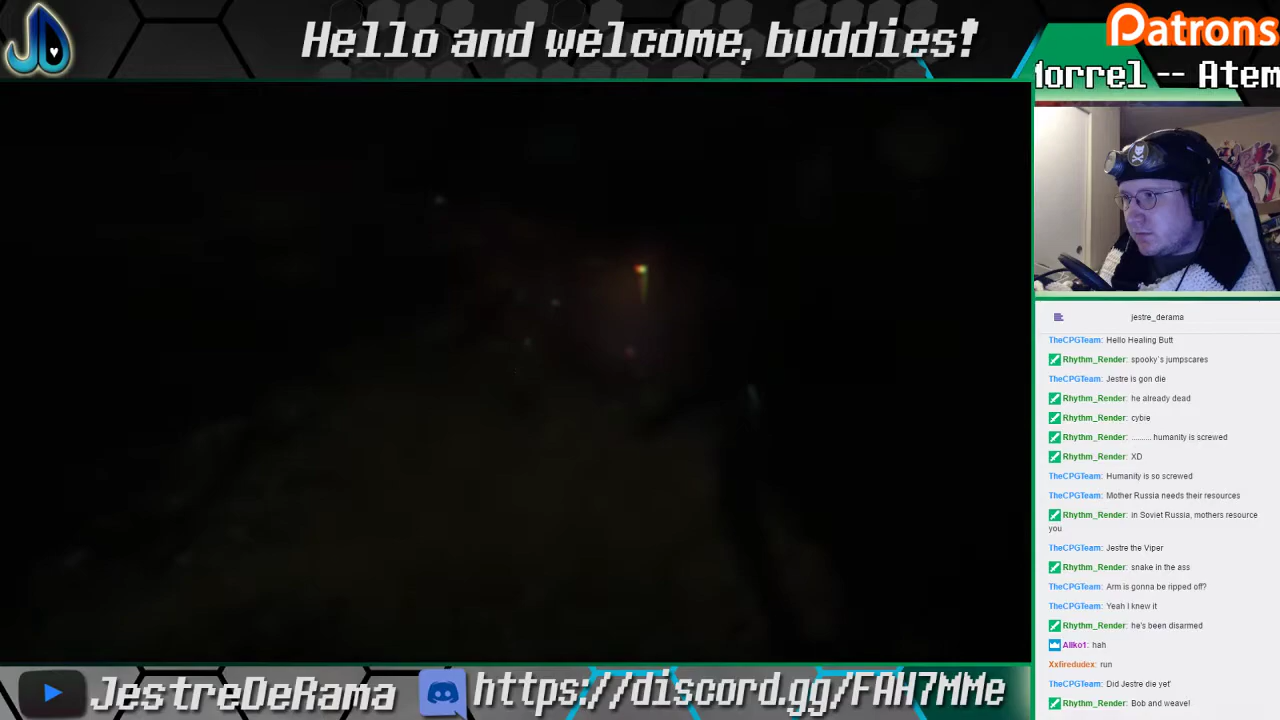 Hello and welcome, buddies!
Patrons
Morrel -- Atem
JD
jestre_derama
TheCPGTeam: Hello Healing Butt
Rhythm_Render: spooky's jumpscares
TheCPGTeam: Jestre is gon die
Rhythm_Render: he already dead
Rhythm_Render: cybie
Rhythm_Render: ......... humanity is screwed
Rhythm_Render: XD
TheCPGTeam: Humanity is so screwed
TheCPGTeam: Mother Russia needs their resources
Rhythm_Render: in Soviet Russia, mothers resource
you
TheCPGTeam: Jestre the Viper
Rhythm_Render: snake in the ass
TheCPGTeam: Arm is gonna be ripped off?
TheCPGTeam: Yeah I knew it
Rhythm_Render: he's been disarmed
Aliko1: hah
Xxfiredudex: run
TheCPGTeam: Did Jestre die yet'
Rhythm_Render: Bob and weave!
JestreDeRama
https://discord.gg/FAH7MMe